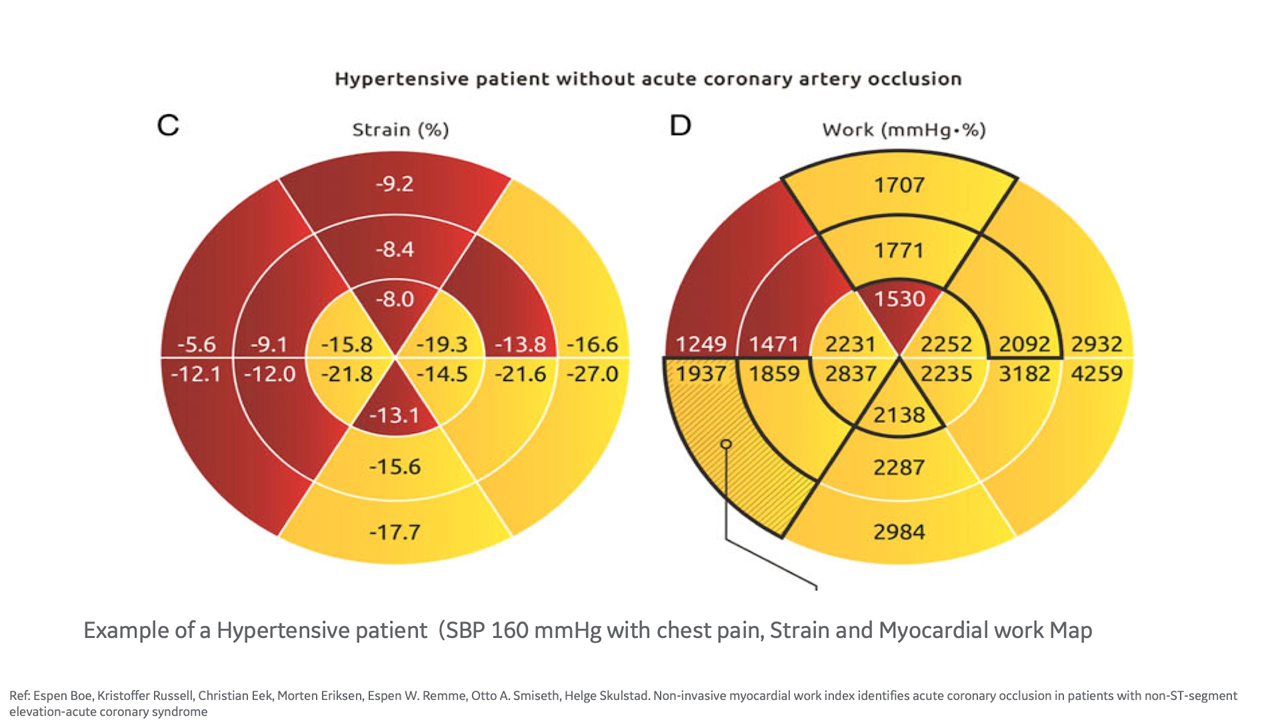 Hypertensive patient without acute coronary artery occlusion
C
Strain (%)
-9.2
-8.4
-8.0
-5.6 -9.1 -15.8 -19.3 -13.8 -16.6
-12.1 -12.0 -21.8 -14.5 -21.6 -27.0
-13.1
-15.6
-17.7
D
Work (mmHg•%)
1707
1771
1530
1249 1471 2231 2252 2092 2932
1937 1859 2837 2235 3182 4259
2138
2287
2984
Example of a Hypertensive patient (SBP 160 mmHg with chest pain, Strain and Myocardial work Map
Ref: Espen Boe, Kristoffer Russell, Christian Eek, Morten Eriksen, Espen W. Remme, Otto A. Smiseth, Helge Skulstad. Non-invasive myocardial work index identifies acute coronary occlusion in patients with non-ST-segment
elevation-acute coronary syndrome